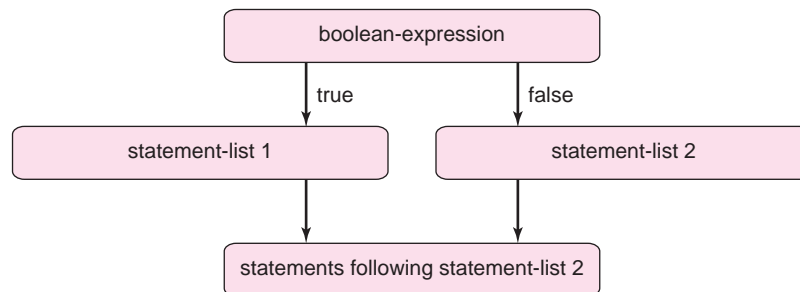 boolean-expression
true
false
statement-list 1
statement-list 2
statements following statement-list 2